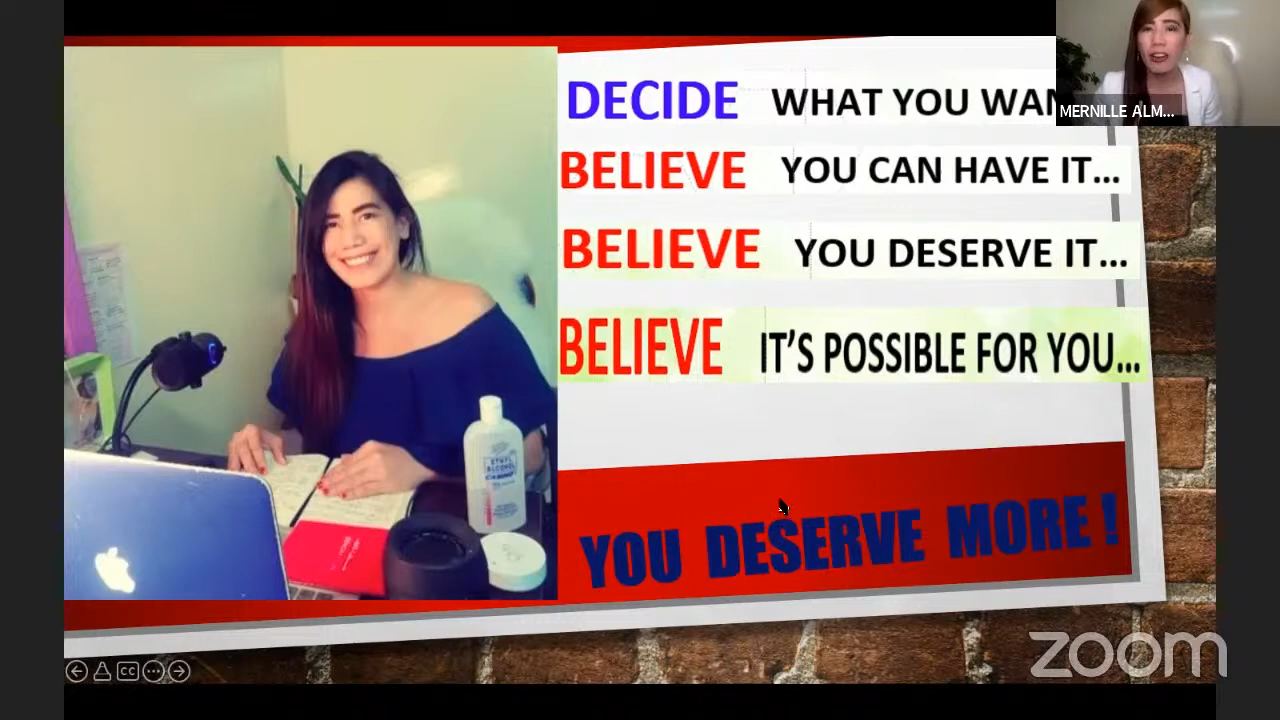 DECIDE WHAT YOU WAN
MERNILLE ALM...
BELIEVE YOU CAN HAVE IT...
BELIEVE YOU DESERVE IT...
BELIEVE IT'S POSSIBLE FOR YOU...
ETHYL
ALCOHOL
YOU DESERVE MORE !
zoom
CC